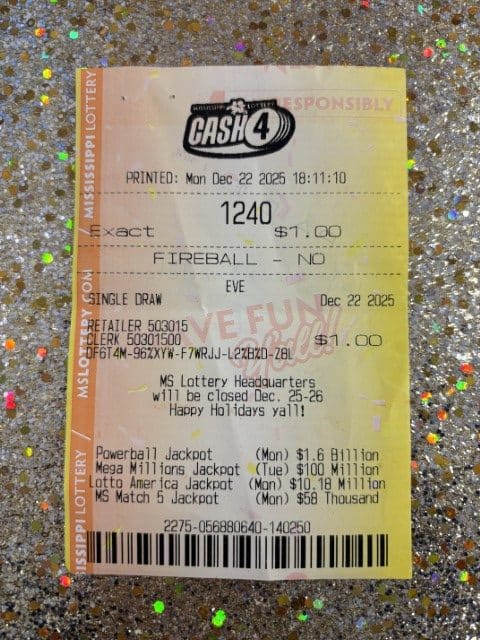 MISSISSIPPI LOTTERY
CASH 4
RESPONSIBLY
PRINTED: Mon Dec 22 2025 18:11:10
1240
Exact $1.00
FIREBALL - NO
EVE
SINGLE DRAW Dec 22 2025
RETAILER 503015
CLERK 50301500 $1.00
DF6T4M-96%XYW-F7WRJJ-L2%B%D-7BL
MS Lottery Headquarters
will be closed Dec. 25-26
Happy Holidays yall!
Powerball Jackpot (Mon) $1.6 Billion
Mega Millions Jackpot (Tue) $100 Million
Lotto America Jackpot (Mon) $10.18 Million
MS Match 5 Jackpot (Mon) $58 Thousand
2275-056880640-140250
HAVE FUN
Y'all!
/ MISSISSIPPI LOTTERY
MSLOTTERY.COM
SSIPPI LOTTERY /